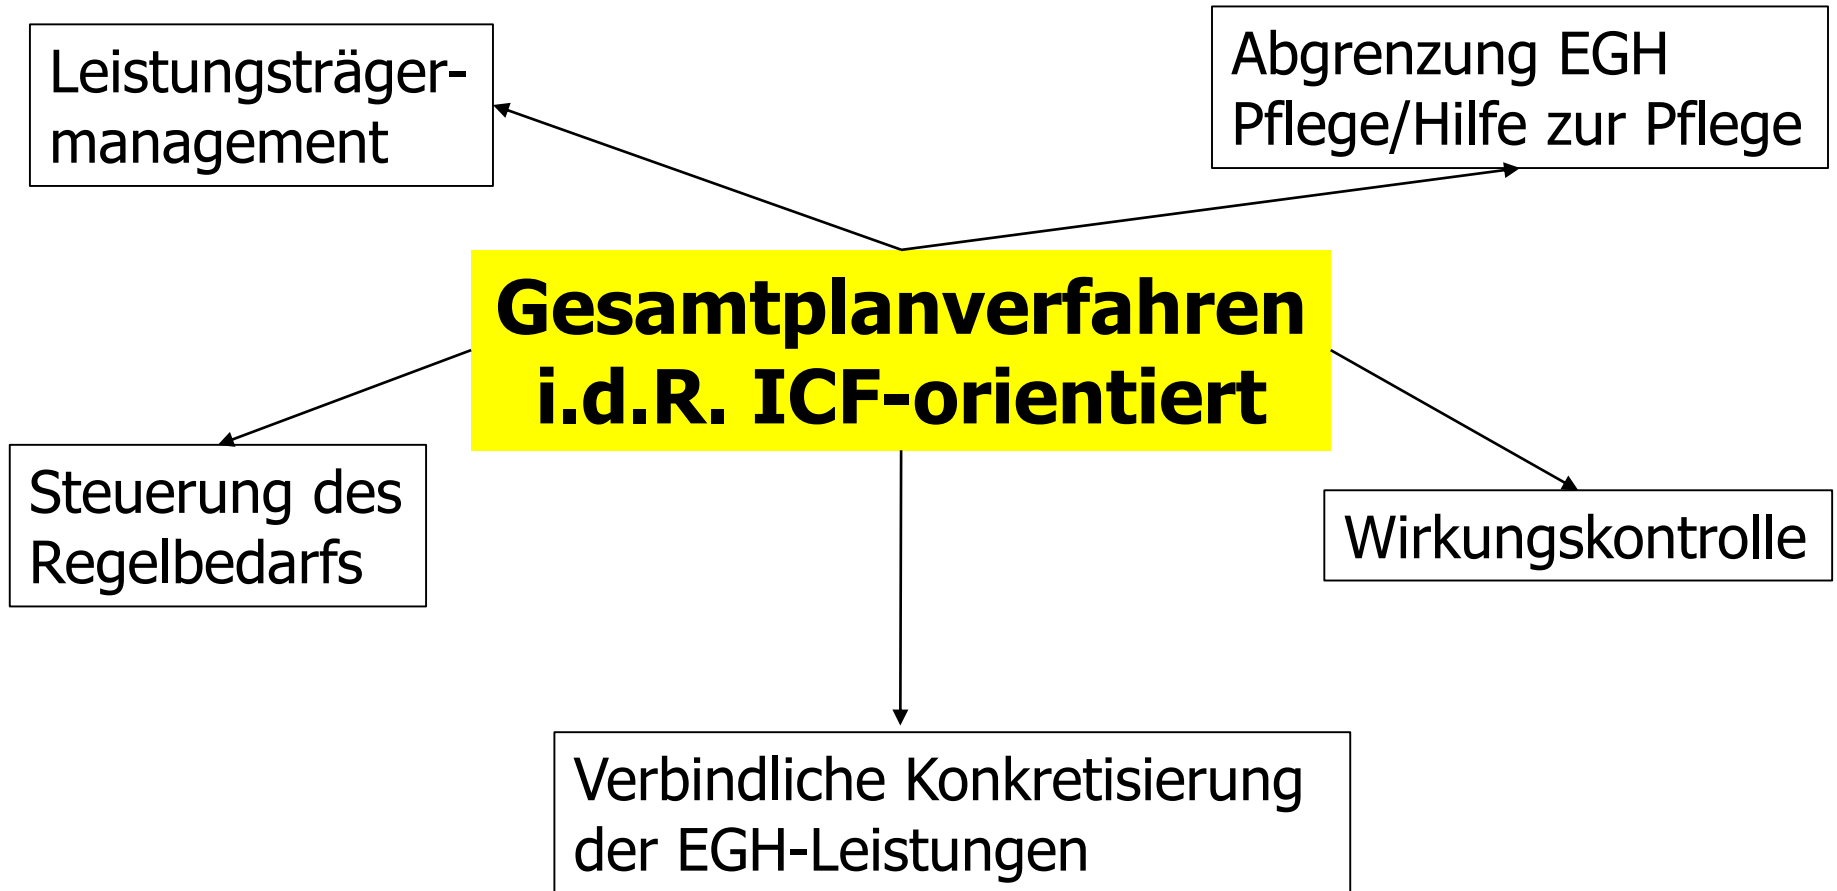 Leistungsträger-
management
Abgrenzung EGH
Pflege/Hilfe zur Pflege
Gesamtplanverfahren
i.d.R. ICF-orientiert
Steuerung des
Regelbedarfs
Wirkungskontrolle
Verbindliche Konkretisierung
der EGH-Leistungen